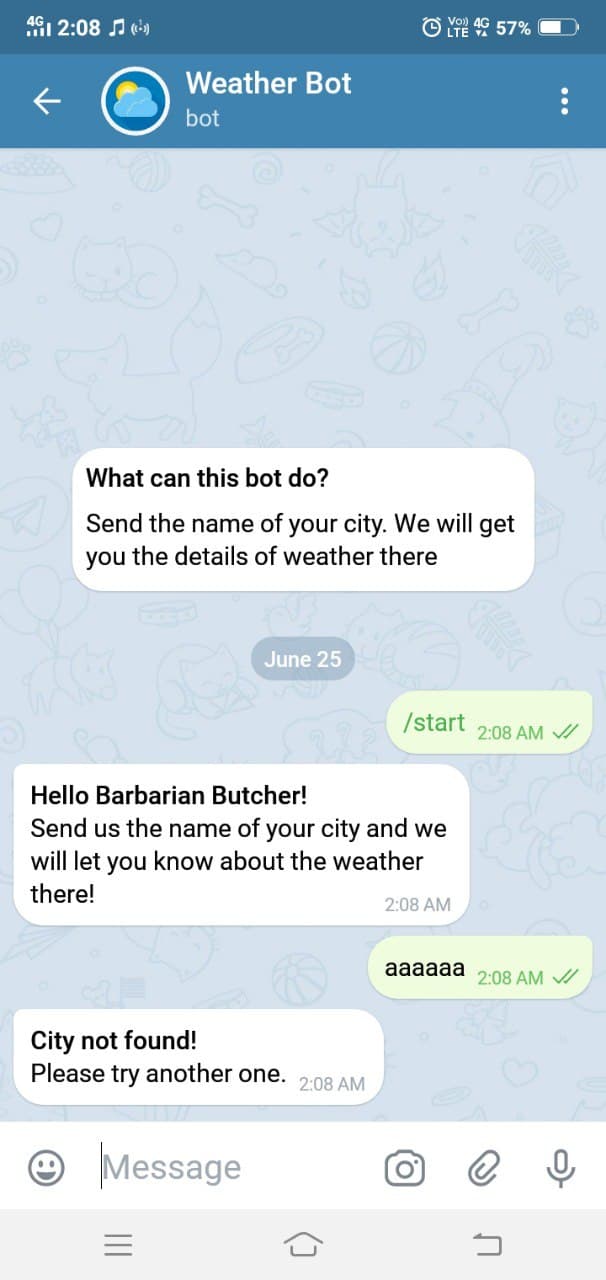 4G 2:08 Vo)) LTE 4G 57%
Weather Bot
bot
What can this bot do?
Send the name of your city. We will get
you the details of weather there
June 25
/start 2:08 AM
Hello Barbarian Butcher!
Send us the name of your city and we
will let you know about the weather
there! 2:08 AM
aaaaaa 2:08 AM
City not found!
Please try another one. 2:08 AM
Message